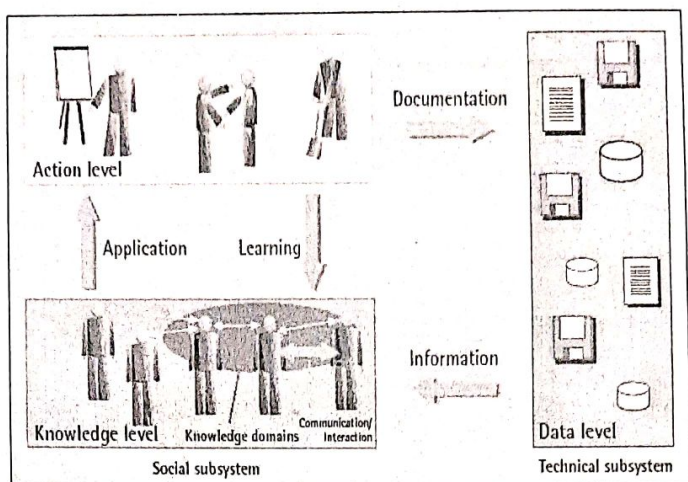 Documentation
Action level
Application
Learning
Information
Knowledge level
Knowledge domains
Communication/
Interaction
Data level
Social subsystem
Technical subsystem